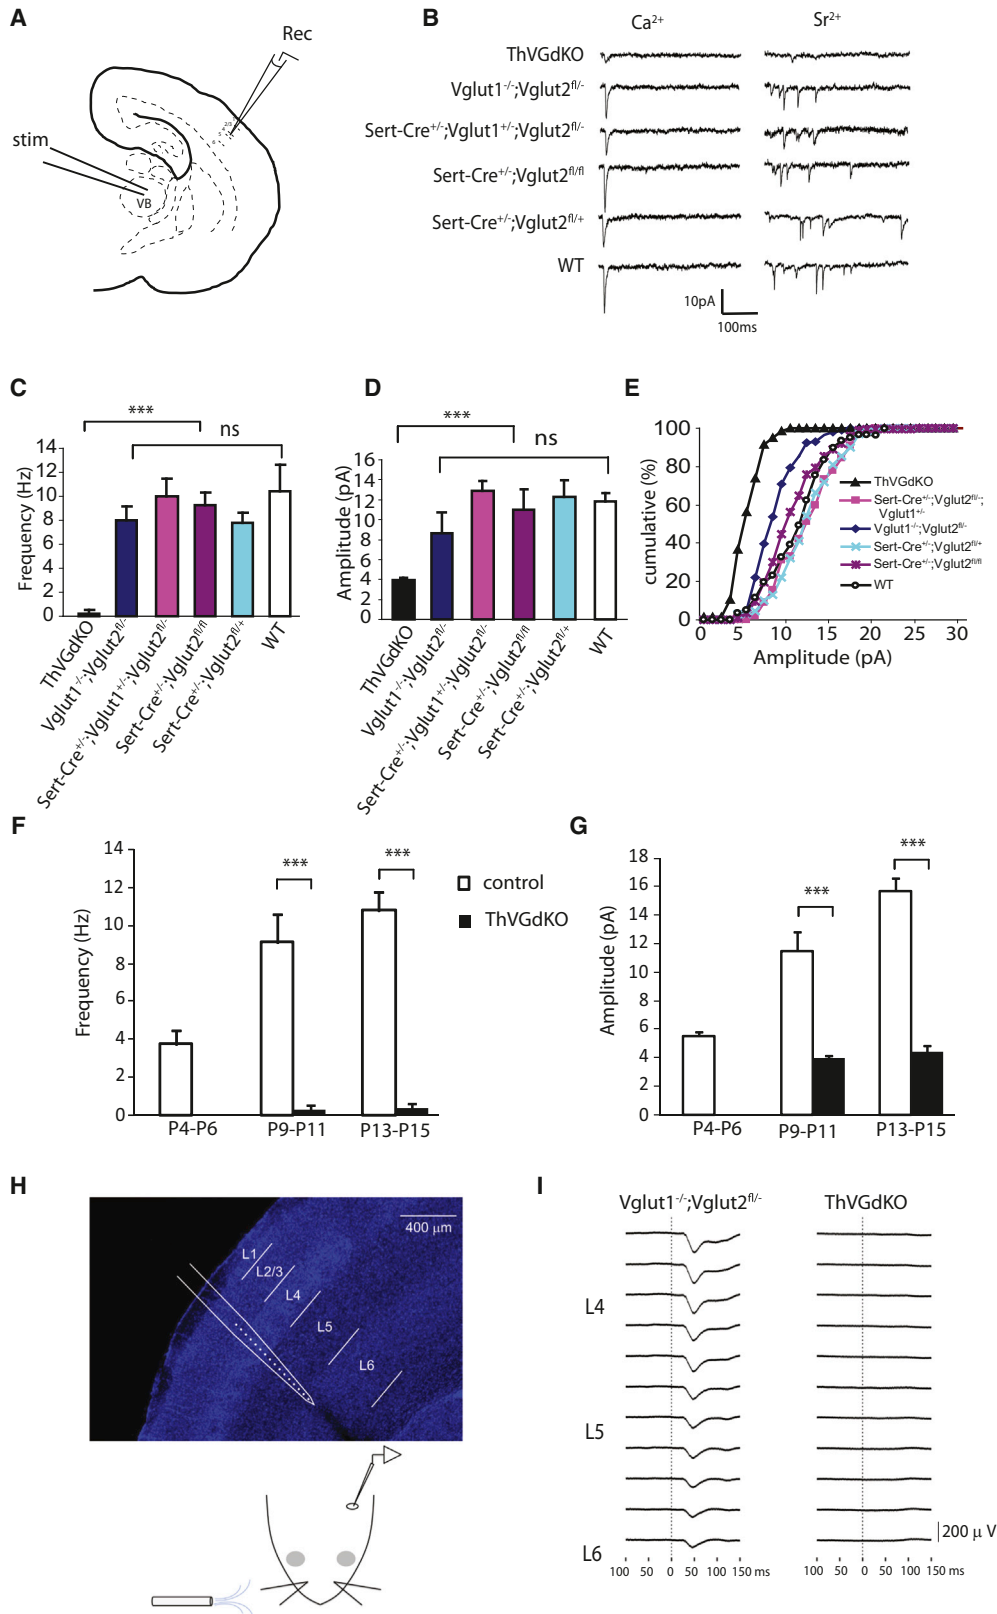 A
Rec
stim
VB
B
Ca2+ Sr2+
ThVGdKO
Vglut1-/-;Vglut2fl/-
Sert-Cre+/-;Vglut1+/-;Vglut2fl/-
Sert-Cre+/-;Vglut2fl/fl
Sert-Cre+/-;Vglut2fl/+
WT
10pA
100ms
C
***
ns
Frequency (Hz)
14
12
10
8
6
4
2
0
ThVGdKO
Vglut1-/-;Vglut2fl/-
Sert-Cre+/-;Vglut1+/-;Vglut2fl/-
Sert-Cre+/-;Vglut2fl/fl
Sert-Cre+/-;Vglut2fl/+
WT
D
***
ns
Amplitude (pA)
16
14
12
10
8
6
4
2
0
ThVGdKO
Vglut1-/-;Vglut2fl/-
Sert-Cre+/-;Vglut1+/-;Vglut2fl/-
Sert-Cre+/-;Vglut2fl/fl
Sert-Cre+/-;Vglut2fl/+
WT
E
cumulative (%)
100
80
60
40
20
0
0 5 10 15 20 25 30
Amplitude (pA)
ThVGdKO
Sert-Cre+/-;Vglut2fl/-;
Vglut1+/-
Vglut1-/-;Vglut2fl/-
Sert-Cre+/-;Vglut2fl/+
Sert-Cre+/-;Vglut2fl/fl
WT
F
Frequency (Hz)
14
12
10
8
6
4
2
0
***
***
control
ThVGdKO
P4-P6 P9-P11 P13-P15
G
Amplitude (pA)
18
16
14
12
10
8
6
4
2
0
***
***
P4-P6 P9-P11 P13-P15
H
400 μm
L1
L2/3
L4
L5
L6
I
Vglut1-/-;Vglut2fl/- ThVGdKO
L4
L5
L6
200 μ V
100 50 0 50 100 150 ms 100 50 0 50 100 150 ms